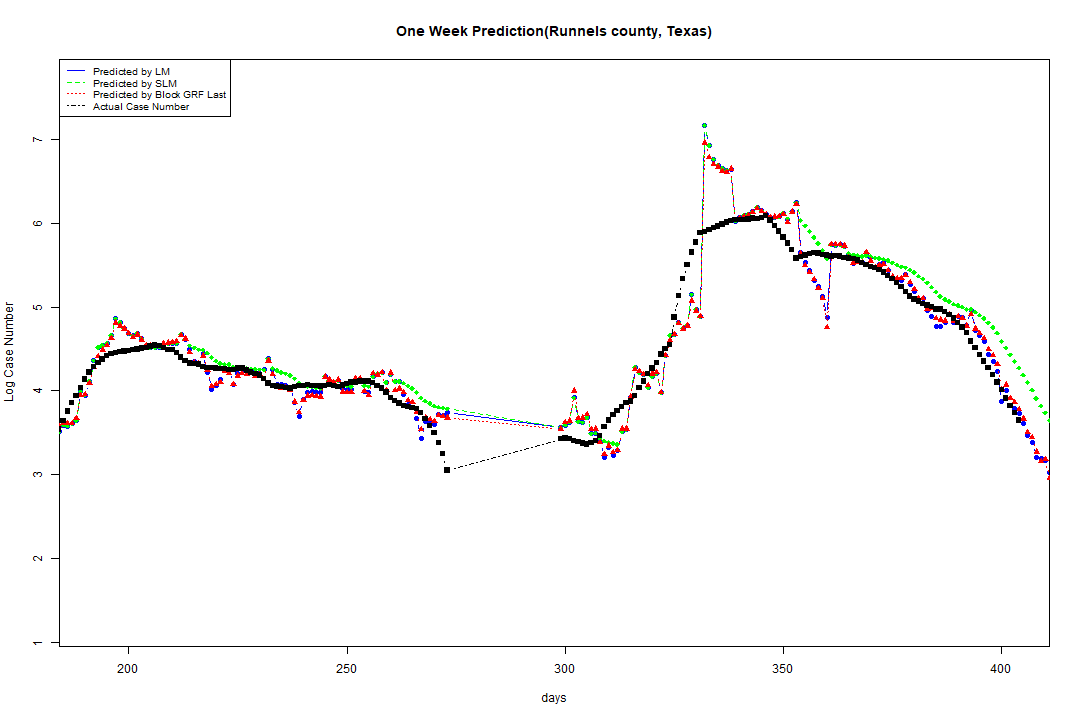 One Week Prediction(Runnels county, Texas)
Predicted by LM
Predicted by SLM
Predicted by Block GRF Last
Actual Case Number
7
6
5
4
3
2
1
Log Case Number
200 250 300 350 400
days